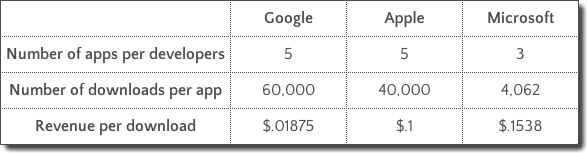 Google Apple Microsoft
Number of apps per developers 5 5 3
Number of downloads per app 60,000 40,000 4,062
Revenue per download $.01875 $.1 $.1538